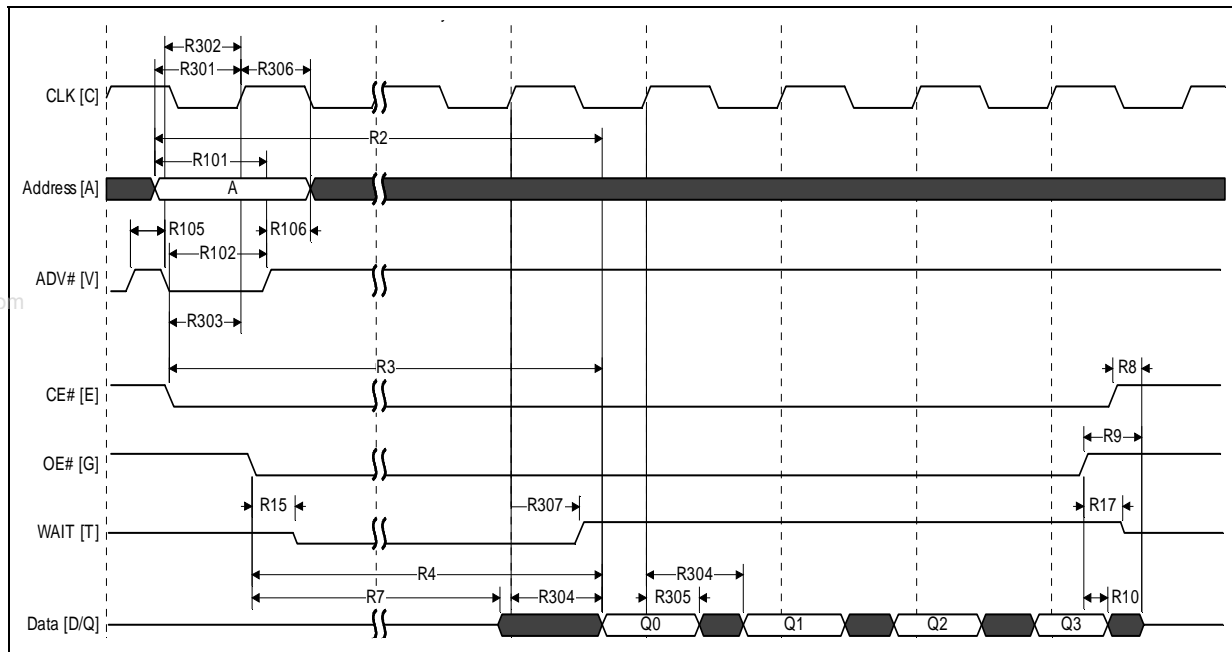 R302
R301
R306
CLK [C]
R2
R101
Address [A]
A
R105
R106
R102
ADV# [V]
om
R303
R3
R8
CE# [E]
R9
OE# [G]
R15
R307
R17
WAIT [T]
R4
R304
R7
R304
R305
R10
Data [D/Q]
Q0
Q1
Q2
Q3